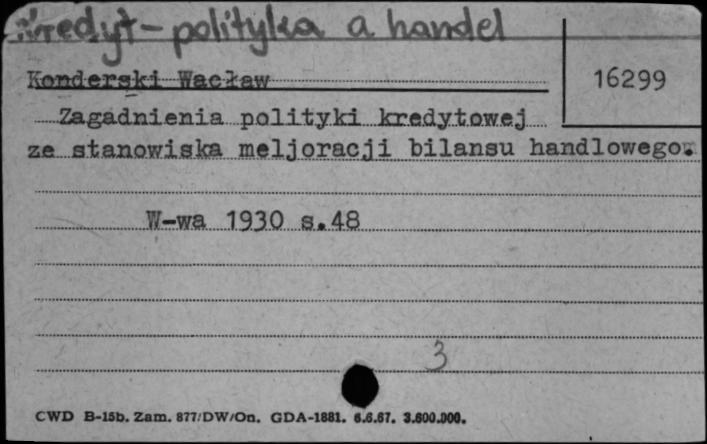 Kredyt - polityka a handel
Konderski Wacław
16299
Zagadnienia polityki kredytowej
ze stanowiska meljoracji bilansu handlowego.
W-wa 1930 s.48
3
CWD B-15b. Zam. 877/DW/On. GDA-1881. 6.6.67. 3.600.000.